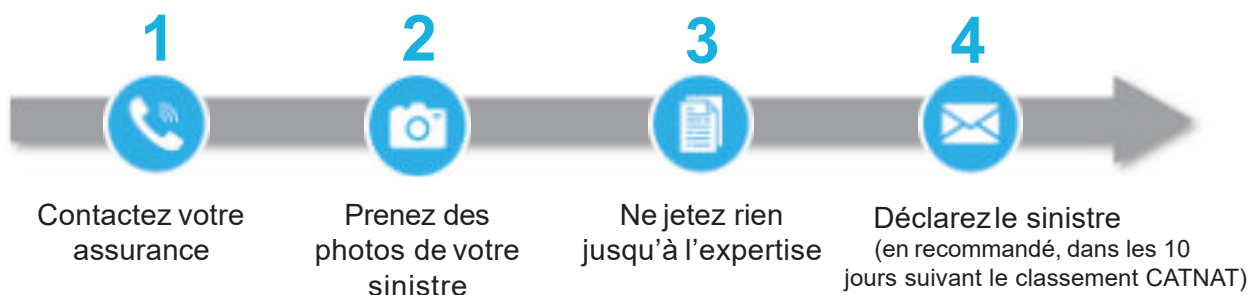 1
Contactez votre
assurance
2
Prenez des
photos de votre
sinistre
3
Ne jetez rien
jusqu'à l'expertise
4
Déclarez le sinistre
(en recommandé, dans les 10
jours suivant le classement CATNAT)